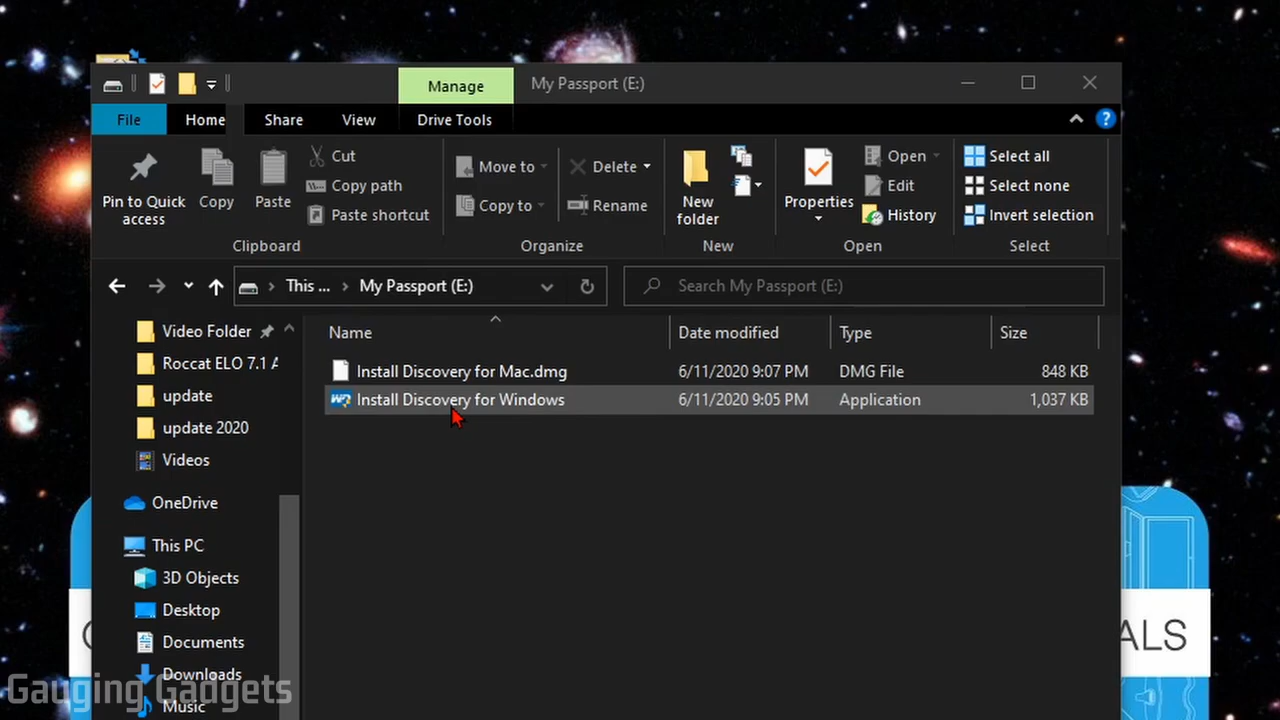 Manage
My Passport (E:)
File
Home
Share
View
Drive Tools
Pin to Quick access
Copy
Paste
Cut
Copy path
Paste shortcut
Move to
Copy to
Delete
Rename
New folder
Properties
Open
Edit
History
Select all
Select none
Invert selection
Clipboard
Organize
New
Open
Select
This ...
My Passport (E:)
Search My Passport (E:)
Video Folder
Roccat ELO 7.1 A
update
update 2020
Videos
OneDrive
This PC
3D Objects
Desktop
Documents
Downloads
Music
Name Date modified Type Size
Install Discovery for Mac.dmg 6/11/2020 9:07 PM DMG File 848 KB
Install Discovery for Windows 6/11/2020 9:05 PM Application 1,037 KB
ALS
Gauging Gadgets